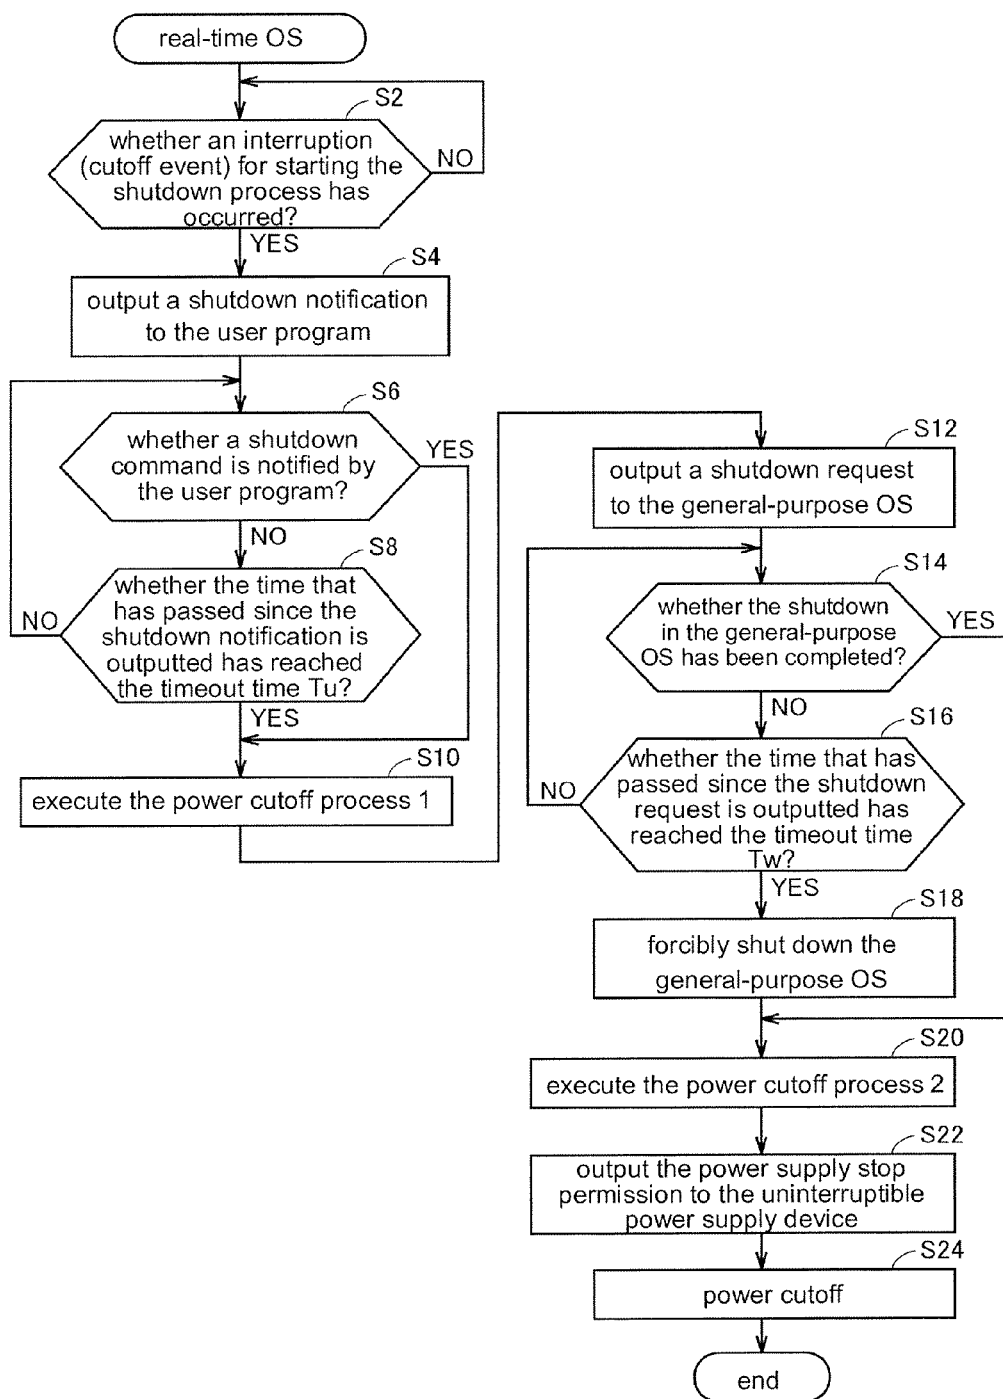 real-time OS
S2
whether an interruption
(cutoff event) for starting the
shutdown process has
occurred?
NO
YES
S4
output a shutdown notification
to the user program
S6
whether a shutdown
command is notified by
the user program?
YES
NO
S8
whether the time that
has passed since the
shutdown notification is
outputted has reached
the timeout time Tu?
NO
YES
S10
execute the power cutoff process 1
S12
output a shutdown request
to the general-purpose OS
S14
whether the shutdown
in the general-purpose
OS has been completed?
YES
NO
S16
whether the time that has
passed since the shutdown
request is outputted has
reached the timeout time
Tw?
NO
YES
S18
forcibly shut down the
general-purpose OS
S20
execute the power cutoff process 2
S22
output the power supply stop
permission to the uninterruptible
power supply device
S24
power cutoff
end